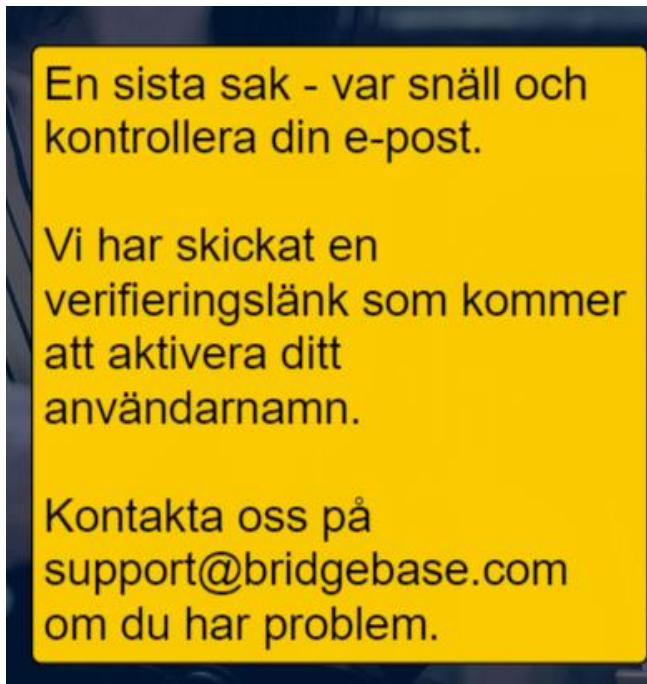 En sista sak - var snäll och
kontrollera din e-post.
Vi har skickat en
verifieringslänk som kommer
att aktivera ditt
användarnamn.
Kontakta oss på
support@bridgebase.com
om du har problem.